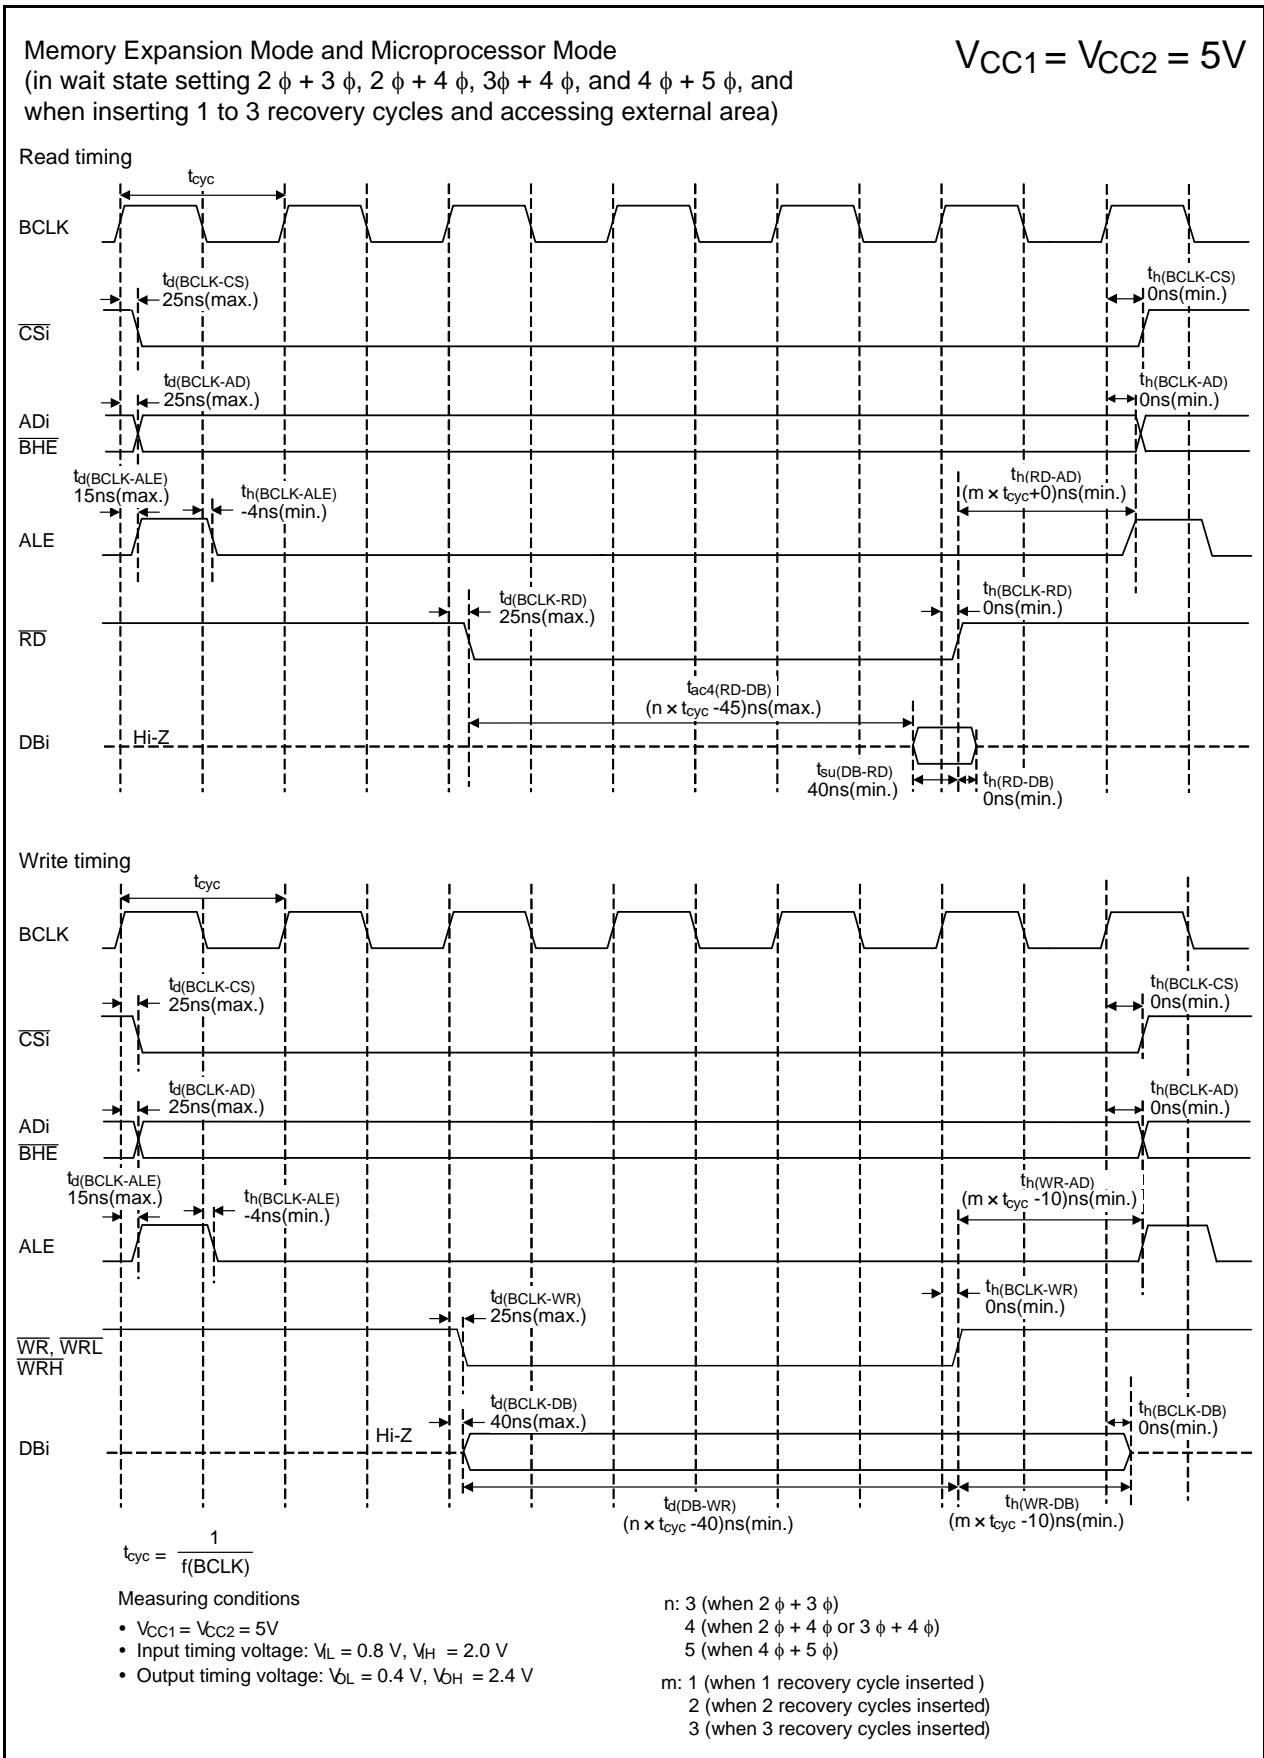 Memory Expansion Mode and Microprocessor Mode
(in wait state setting 2 ϕ + 3 ϕ, 2 ϕ + 4 ϕ, 3ϕ + 4 ϕ, and 4 ϕ + 5 ϕ, and
when inserting 1 to 3 recovery cycles and accessing external area)
VCC1 = VCC2 = 5V
Read timing
tcyc
BCLK
td(BCLK-CS)
25ns(max.)
th(BCLK-CS)
0ns(min.)
CSi
td(BCLK-AD)
25ns(max.)
th(BCLK-AD)
0ns(min.)
ADi
BHE
td(BCLK-ALE)
15ns(max.)
th(BCLK-ALE)
-4ns(min.)
th(RD-AD)
(m × tcyc+0)ns(min.)
ALE
td(BCLK-RD)
25ns(max.)
th(BCLK-RD)
0ns(min.)
RD
tac4(RD-DB)
(n × tcyc -45)ns(max.)
DBi
Hi-Z
tsu(DB-RD)
40ns(min.)
th(RD-DB)
0ns(min.)
Write timing
tcyc
BCLK
td(BCLK-CS)
25ns(max.)
th(BCLK-CS)
0ns(min.)
CSi
td(BCLK-AD)
25ns(max.)
th(BCLK-AD)
0ns(min.)
ADi
BHE
td(BCLK-ALE)
15ns(max.)
th(BCLK-ALE)
-4ns(min.)
th(WR-AD)
(m × tcyc -10)ns(min.)
ALE
td(BCLK-WR)
25ns(max.)
th(BCLK-WR)
0ns(min.)
WR, WRL
WRH
td(BCLK-DB)
40ns(max.)
th(BCLK-DB)
0ns(min.)
Hi-Z
DBi
td(DB-WR)
(n × tcyc -40)ns(min.)
th(WR-DB)
(m × tcyc -10)ns(min.)
tcyc = 1
f(BCLK)
Measuring conditions
• VCC1 = VCC2 = 5V
• Input timing voltage: VIL = 0.8 V, VIH = 2.0 V
• Output timing voltage: VOL = 0.4 V, VOH = 2.4 V
n: 3 (when 2 ϕ + 3 ϕ)
4 (when 2 ϕ + 4 ϕ or 3 ϕ + 4 ϕ)
5 (when 4 ϕ + 5 ϕ)
m: 1 (when 1 recovery cycle inserted )
2 (when 2 recovery cycles inserted)
3 (when 3 recovery cycles inserted)